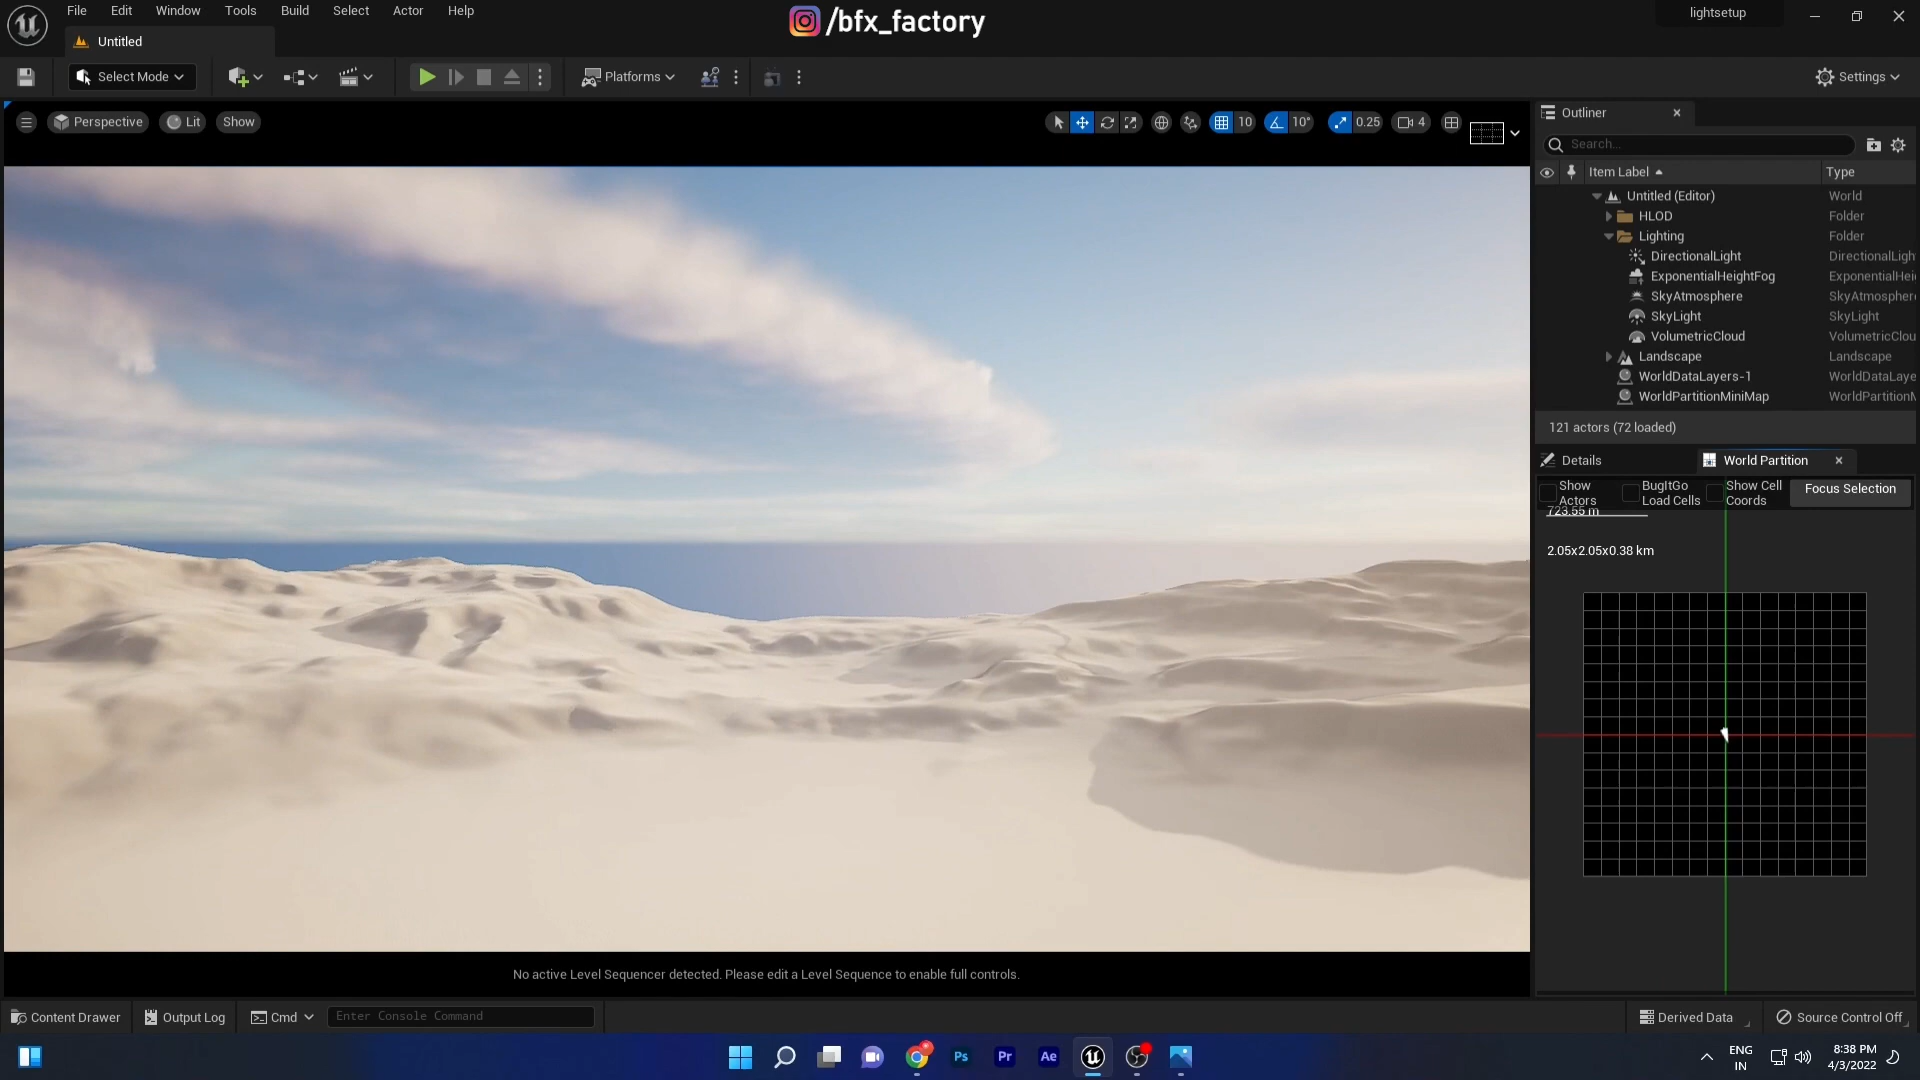 File Edit Window Tools Build Select Actor Help
/bfx_factory
lightsetup
Untitled
Select Mode
Platforms
Settings
Perspective Lit Show
10 10° 0.25 4
Outliner
Search...
Item Label Type
Untitled (Editor) World
HLOD Folder
Lighting Folder
DirectionalLight DirectionalLigh
ExponentialHeightFog ExponentialHei
SkyAtmosphere SkyAtmospher
SkyLight SkyLight
VolumetricCloud VolumetricClou
Landscape Landscape
WorldDataLayers-1 WorldDataLaye
WorldPartitionMiniMap WorldPartitionM
121 actors (72 loaded)
Details World Partition
Show Actors BugItGo Load Cells Show Cell Coords Focus Selection
723.55 m
2.05x2.05x0.38 km
No active Level Sequencer detected. Please edit a Level Sequence to enable full controls.
Content Drawer Output Log Cmd Enter Console Command Derived Data Source Control Off
Ps Pr Ae
ENG
IN
8:38 PM
4/3/2022